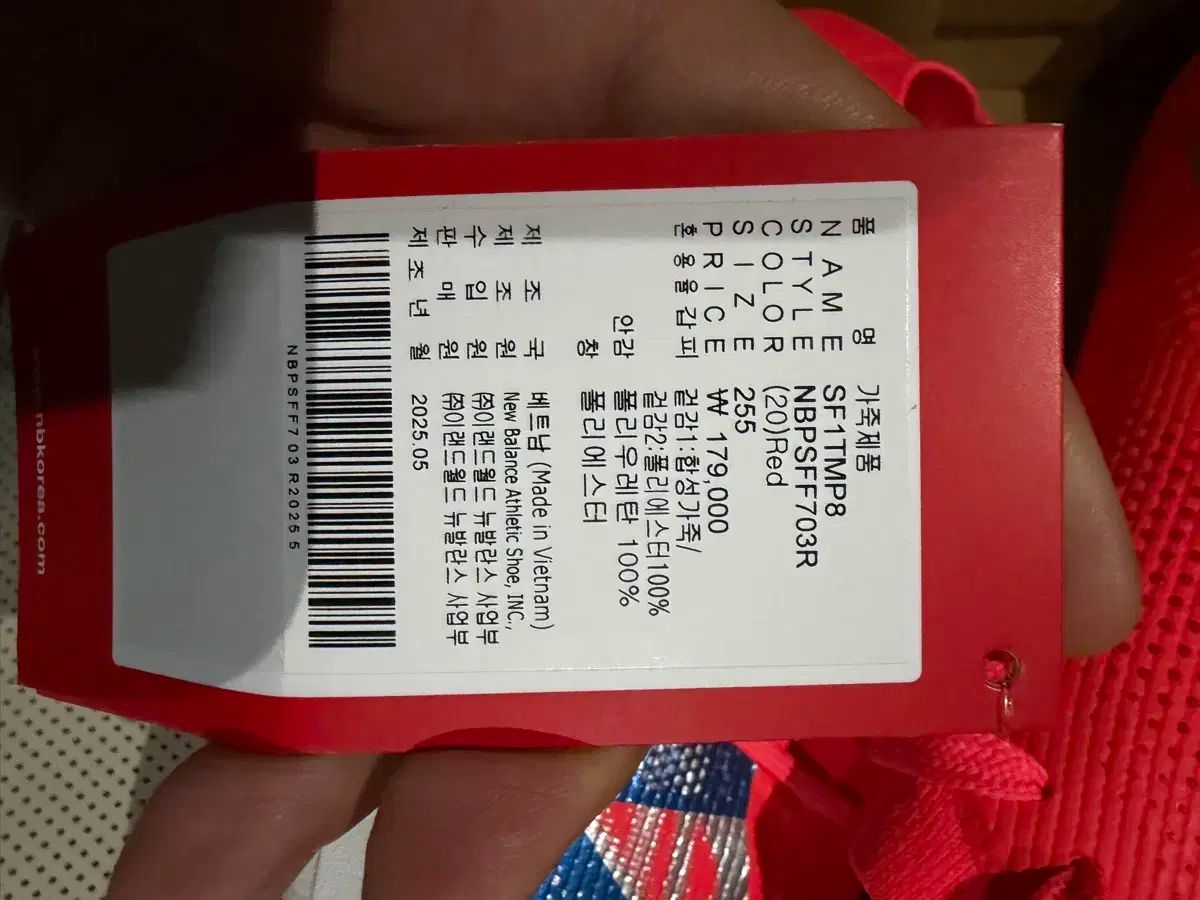 품 명 가죽제품
NAME SF1TMP8
STYLE NBPSFF703R
COLOR (20)Red
SIZE 255
PRICE ₩ 179,000
혼용율 겉감1:합성가죽/
겉감2:폴리에스터100%
안감 폴리우레탄 100%
창 폴리에스터
제조국 베트남 (Made in Vietnam)
제조원 New Balance Athletic Shoe, INC.,
수입원 ㈜이랜드월드 뉴발란스 사업부
판매원 ㈜이랜드월드 뉴발란스 사업부
제조년월 2025.05
NBPSFF703R20255
nbkorea.com